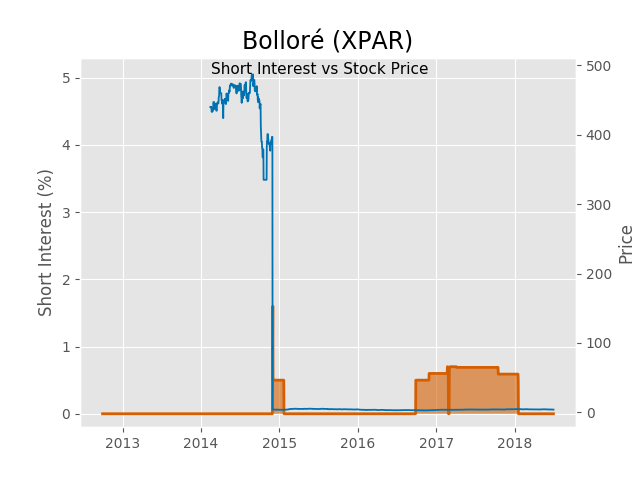 Bolloré (XPAR)
Short Interest vs Stock Price
5
4
3
2
1
0
Short Interest (%)
500
400
300
200
100
0
Price
2013 2014 2015 2016 2017 2018